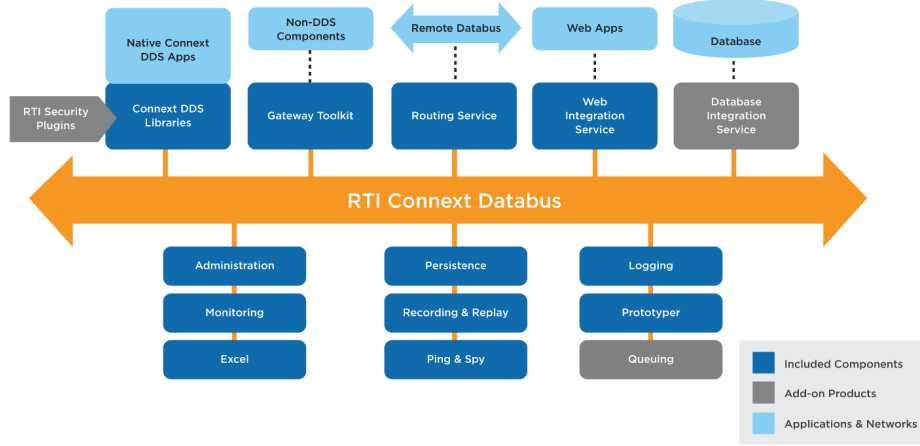 Native Connext
DDS Apps
Non-DDS
Components
Remote Databus
Web Apps
Database
RTI Security
Plugins
Connext DDS
Libraries
Gateway Toolkit
Routing Service
Web
Integration
Service
Database
Integration
Service
RTI Connext Databus
Administration
Persistence
Logging
Monitoring
Recording & Replay
Prototyper
Excel
Ping & Spy
Queuing
Included Components
Add-on Products
Applications & Networks